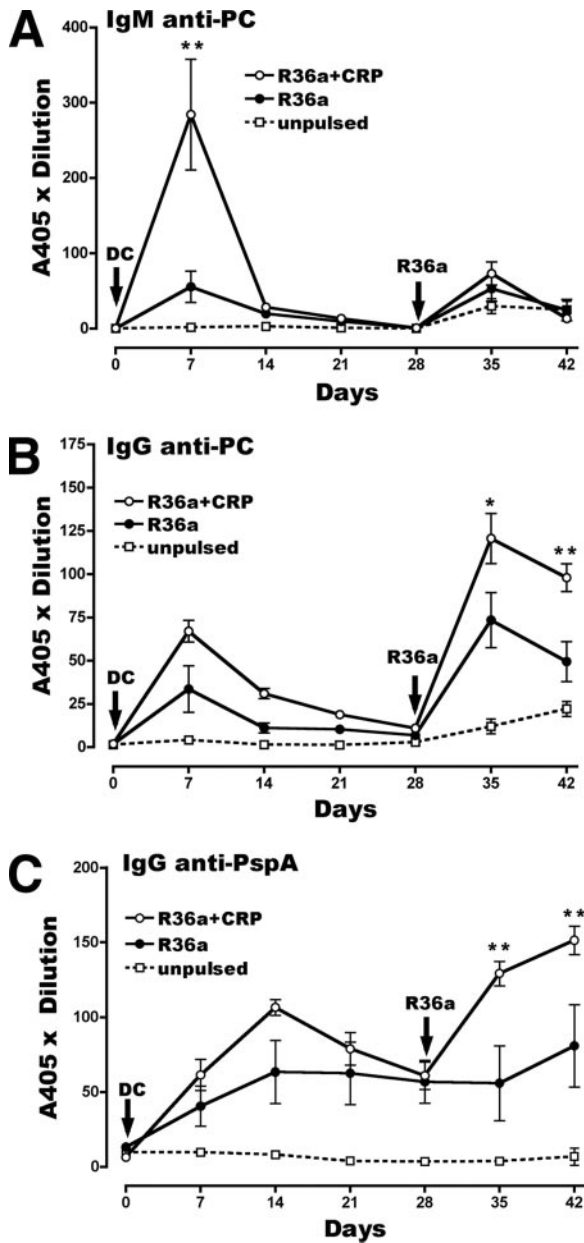 A
IgM anti-PC
400
**
R36a+CRP
R36a
unpulsed
300
200
100
0
A405 x Dilution
DC
R36a
0 7 14 21 28 35 42
Days
B
IgG anti-PC
175
150
125
100
75
50
25
0
A405 x Dilution
R36a+CRP
R36a
unpulsed
*
**
DC
R36a
0 7 14 21 28 35 42
Days
C
IgG anti-PspA
200
150
100
50
0
A405 x Dilution
R36a+CRP
R36a
unpulsed
**
**
DC
R36a
0 7 14 21 28 35 42
Days